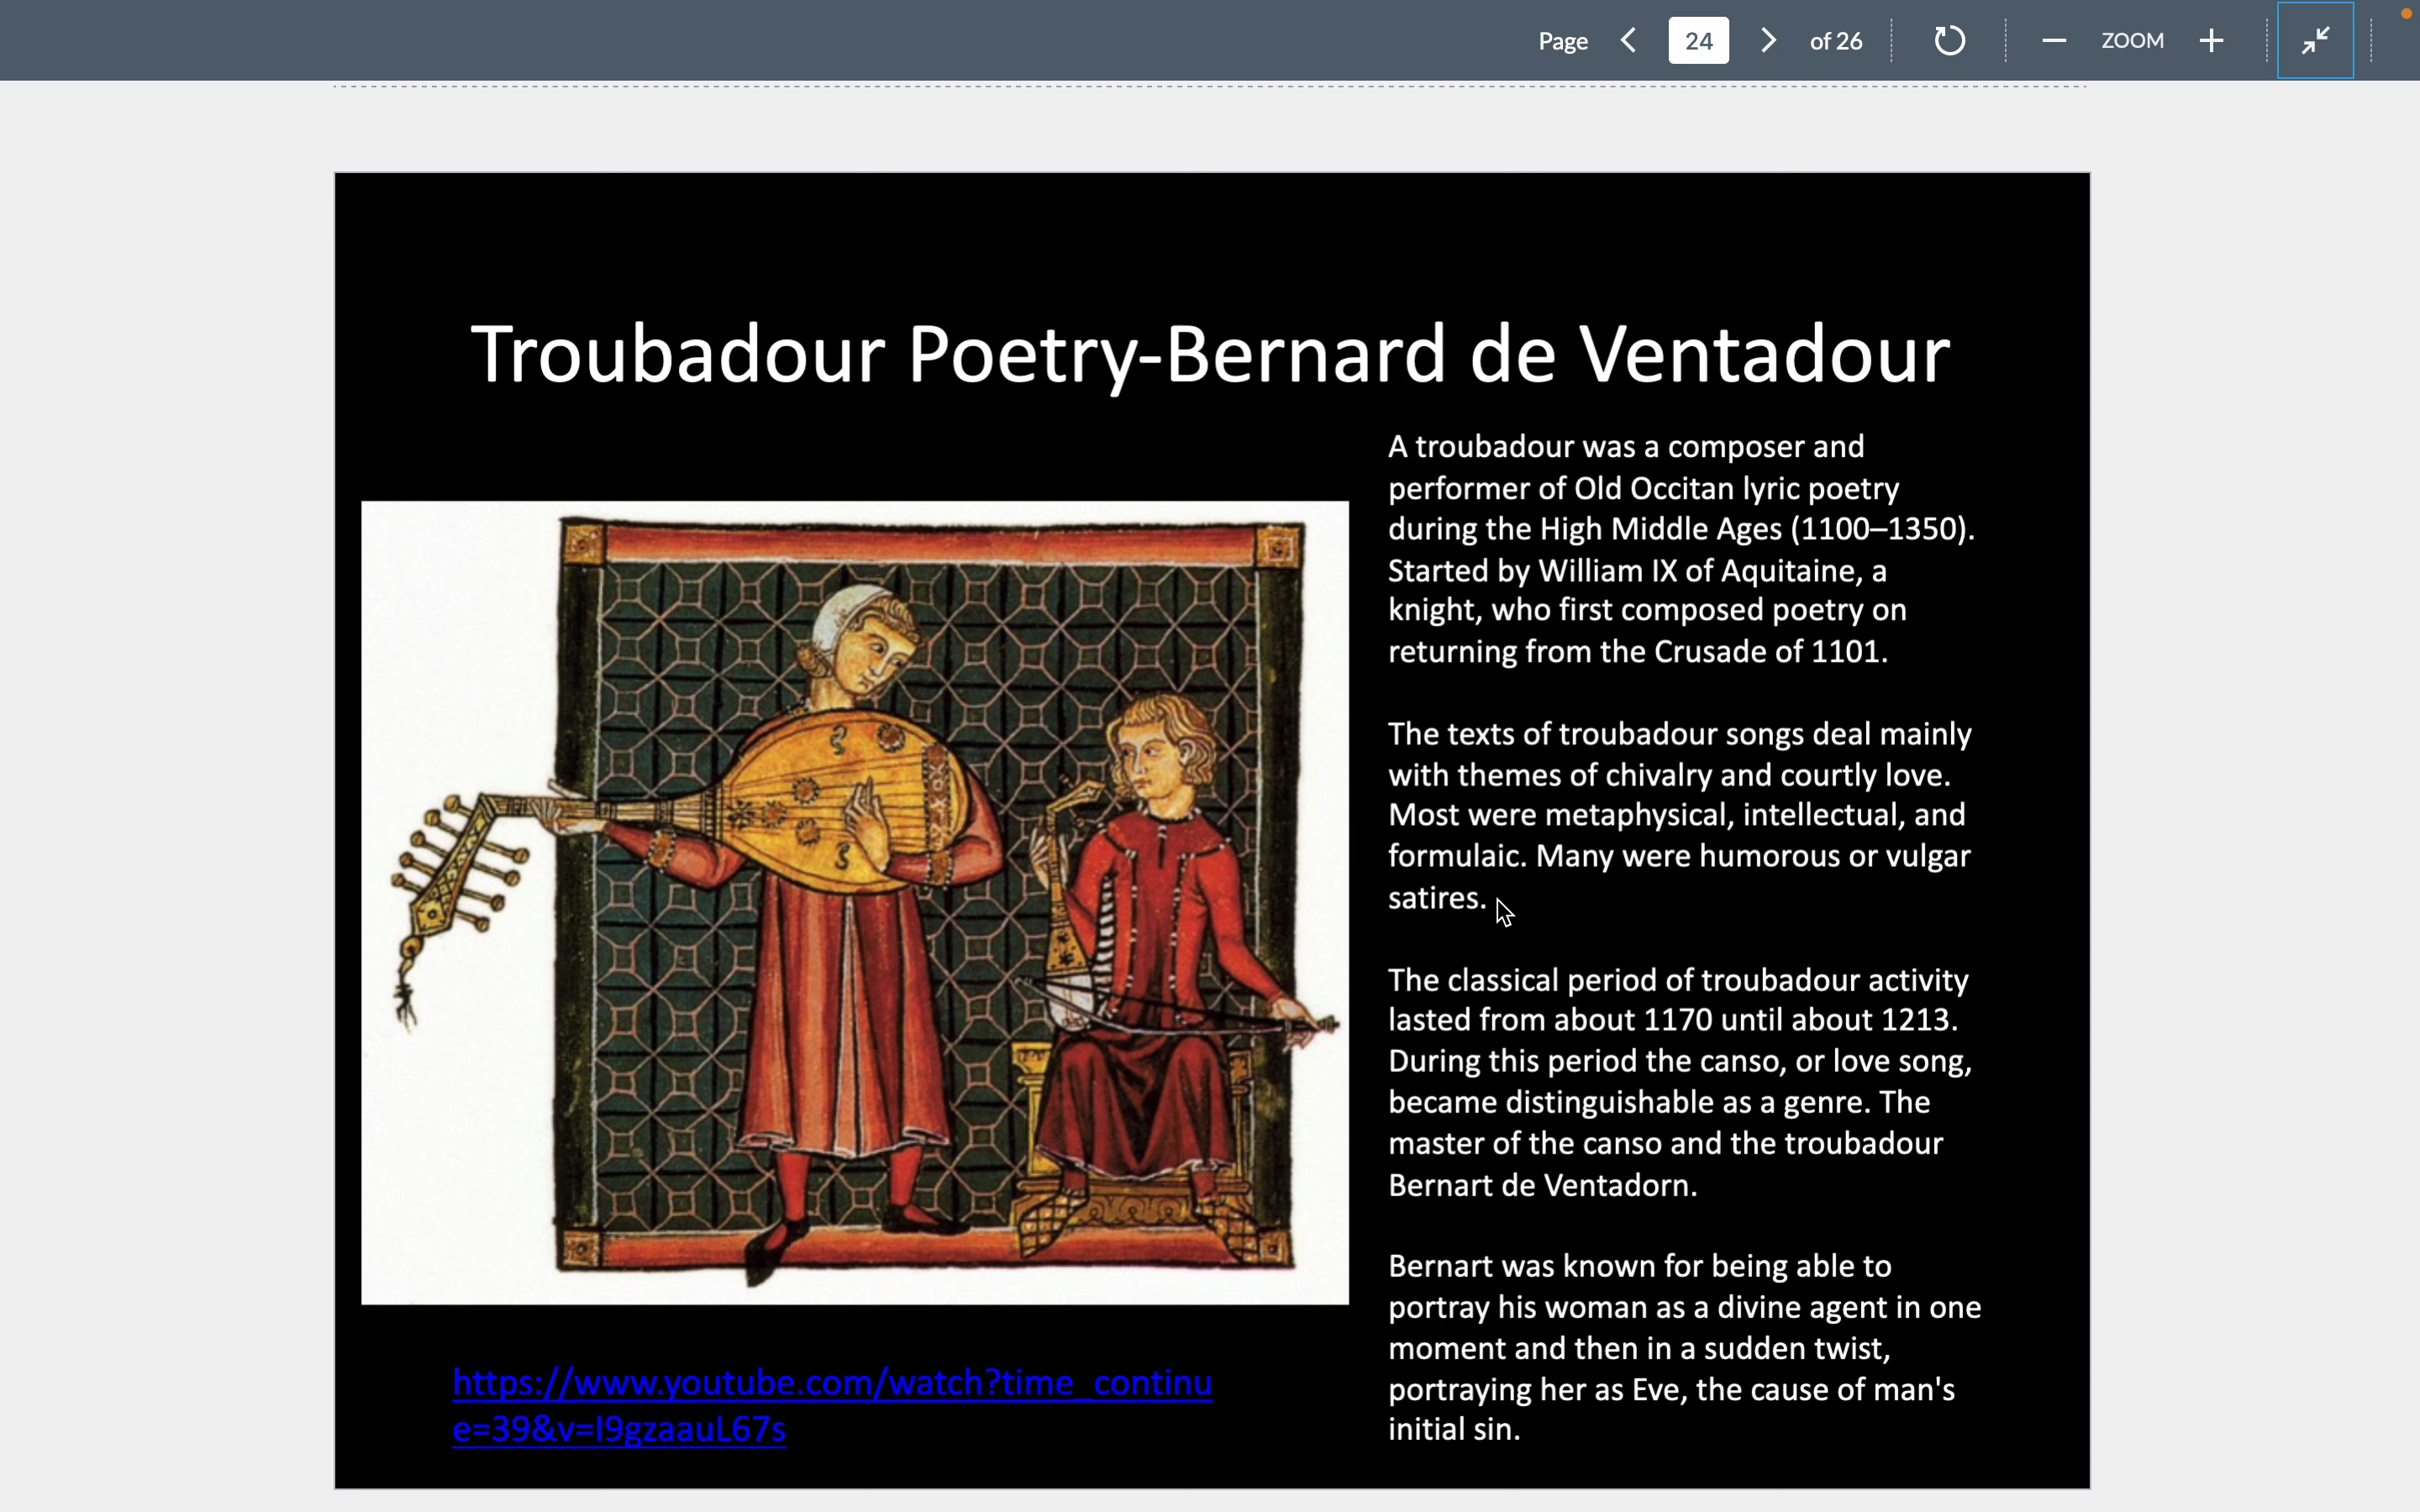 Page 24 of 26 ZOOM
Troubadour Poetry-Bernard de Ventadour
A troubadour was a composer and
performer of Old Occitan lyric poetry
during the High Middle Ages (1100–1350).
Started by William IX of Aquitaine, a
knight, who first composed poetry on
returning from the Crusade of 1101.
The texts of troubadour songs deal mainly
with themes of chivalry and courtly love.
Most were metaphysical, intellectual, and
formulaic. Many were humorous or vulgar
satires.
The classical period of troubadour activity
lasted from about 1170 until about 1213.
During this period the canso, or love song,
became distinguishable as a genre. The
master of the canso and the troubadour
Bernart de Ventadorn.
Bernart was known for being able to
portray his woman as a divine agent in one
moment and then in a sudden twist,
portraying her as Eve, the cause of man's
initial sin.
https://www.youtube.com/watch?time_continu
e=39&v=I9gzaauL67s